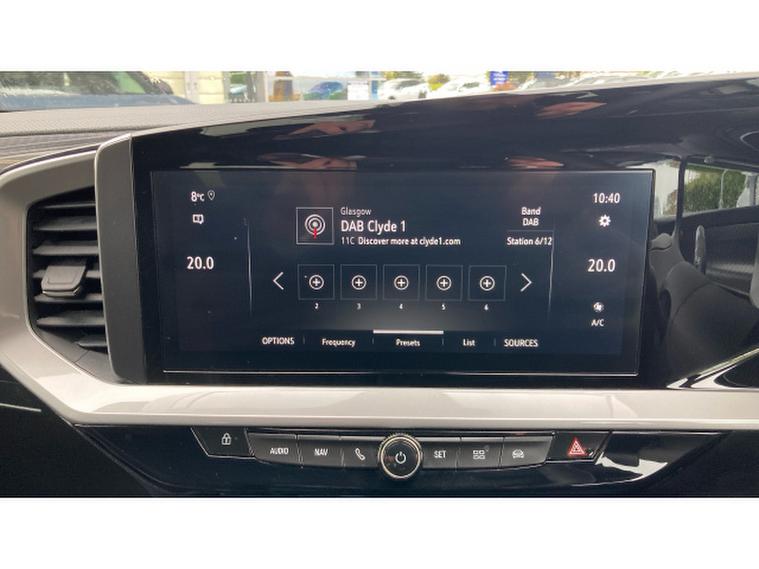 8°C
10:40
Glasgow
DAB Clyde 1
11C Discover more at clyde1.com
Band
DAB
Station 6/12
20.0
20.0
2 3 4 5 6
A/C
OPTIONS Frequency Presets List SOURCES
AUDIO NAV SET